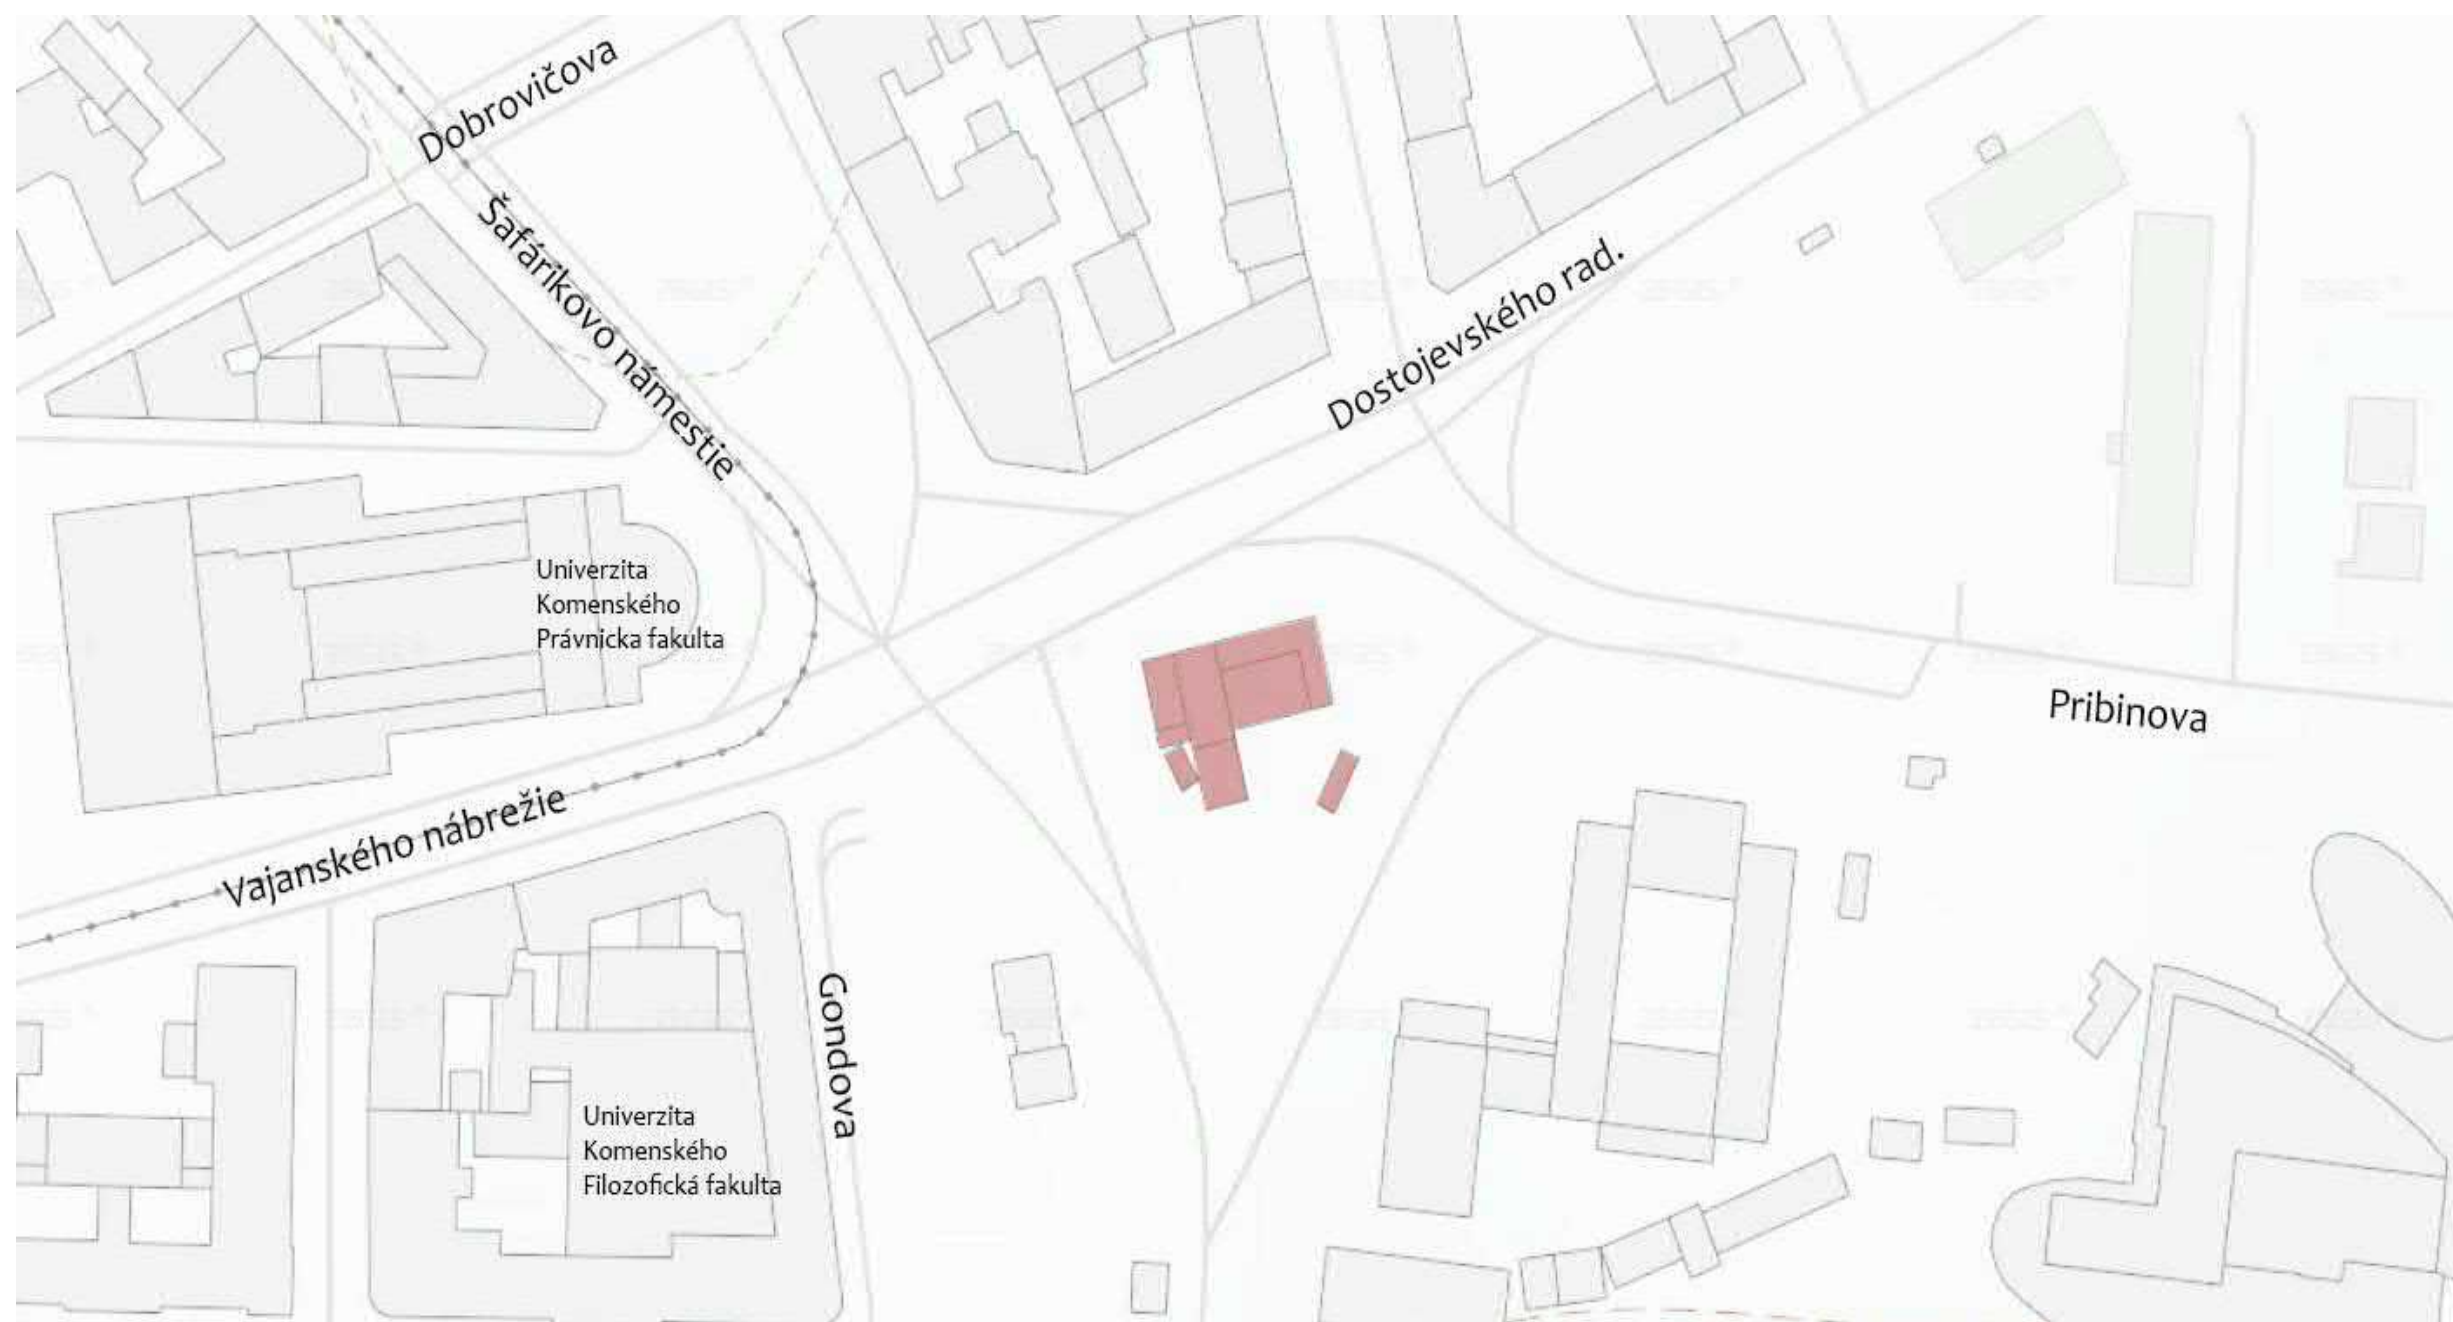 Dobrovičova
Šafárikovo námestie
Dostojevského rad.
Univerzita
Komenského
Právnicka fakulta
Pribinova
Vajanského nábrežie
Gondova
Univerzita
Komenského
Filozofická fakulta